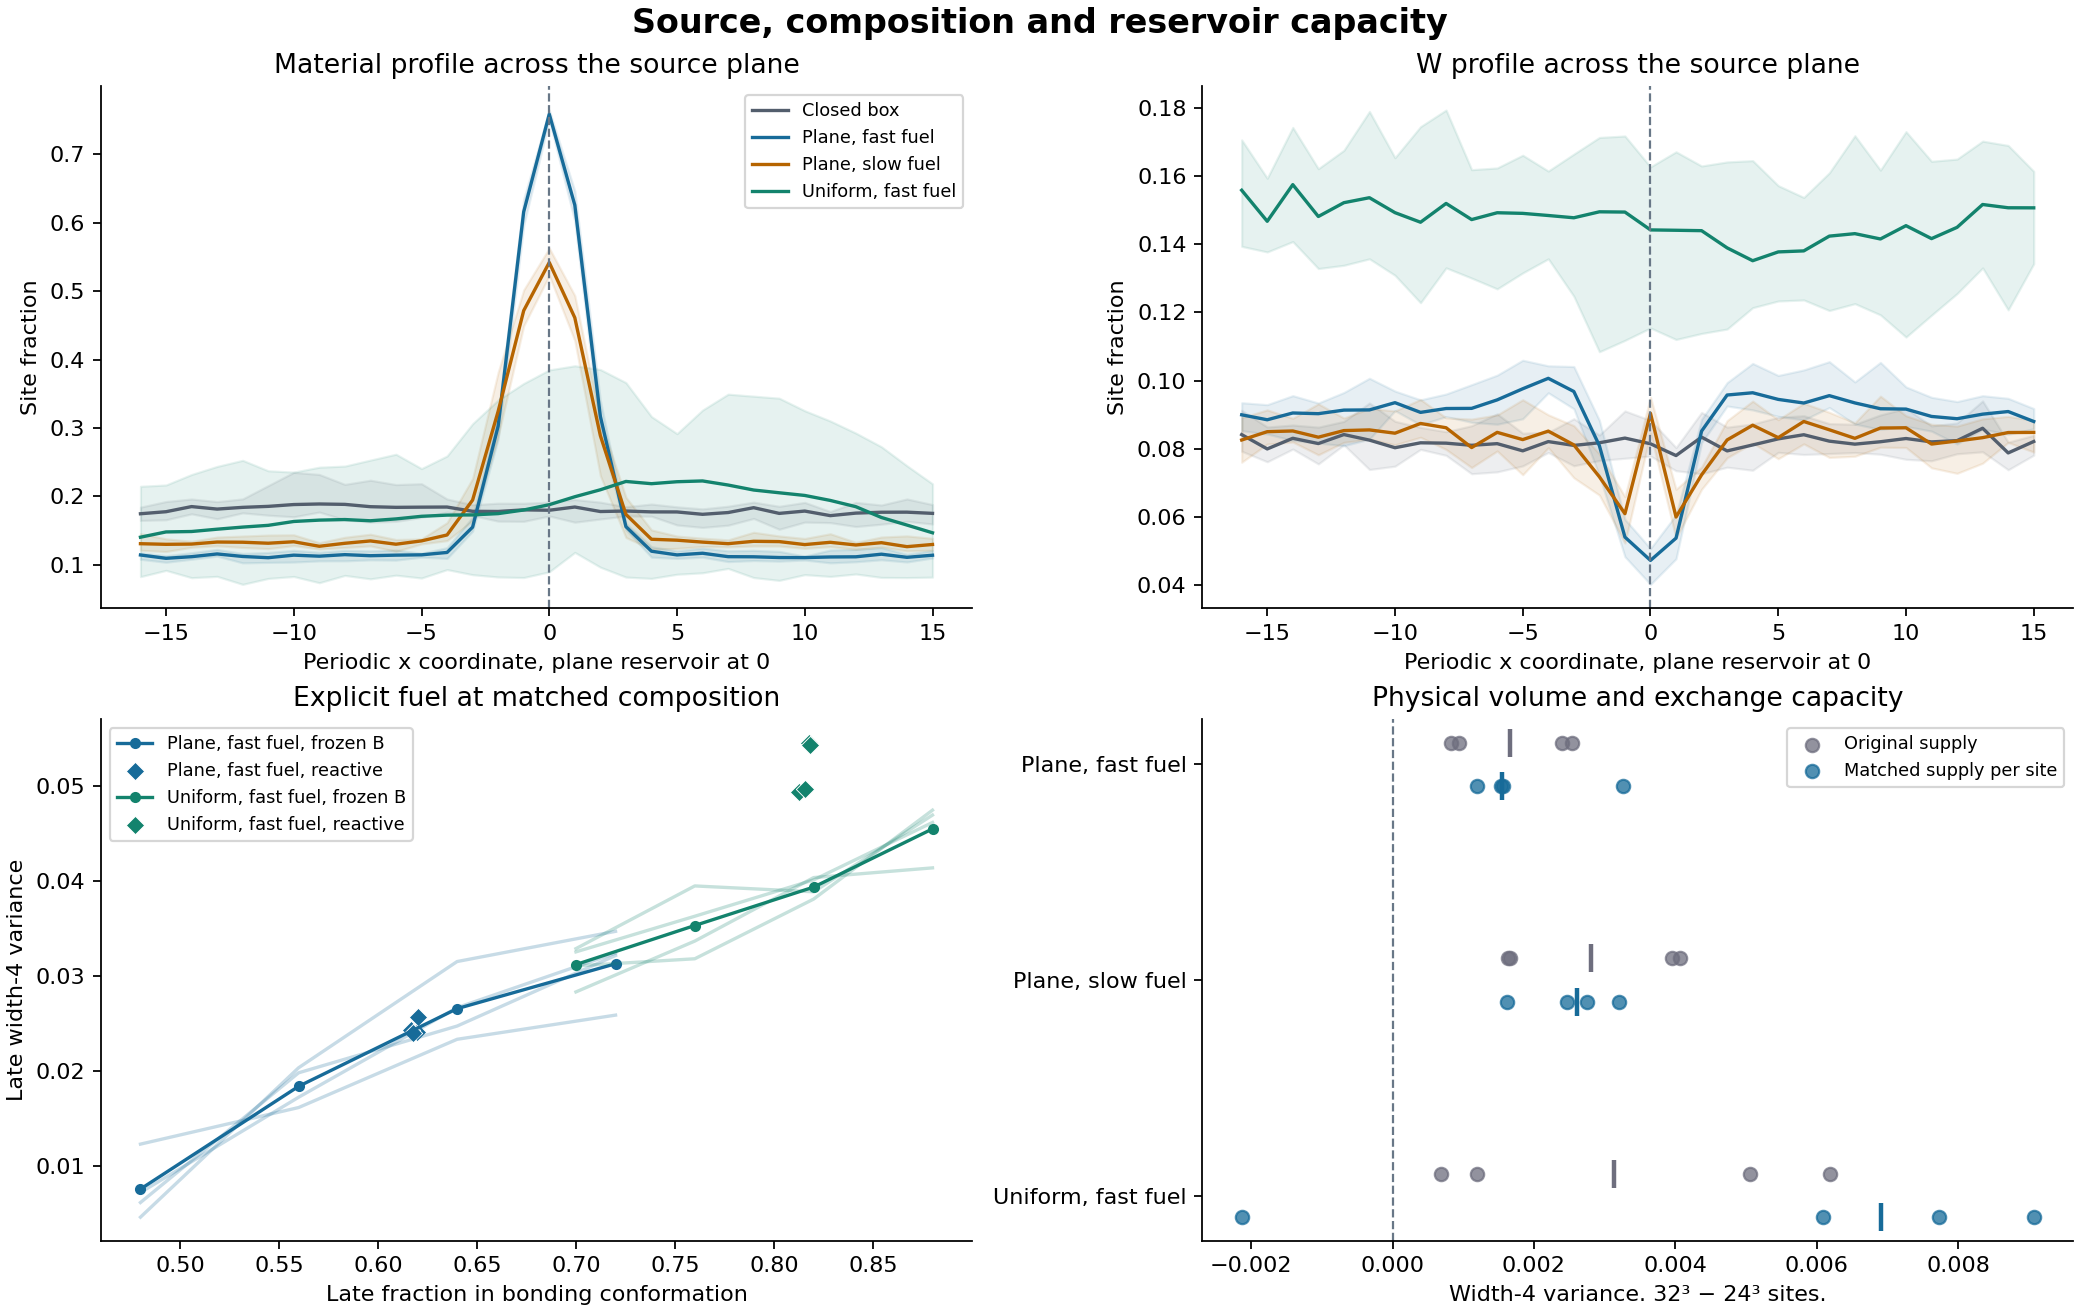 Source, composition and reservoir capacity
Material profile across the source plane
Site fraction
0.7
0.6
0.5
0.4
0.3
0.2
0.1
−15
−10
−5
0
5
10
15
Periodic x coordinate, plane reservoir at 0
Closed box
Plane, fast fuel
Plane, slow fuel
Uniform, fast fuel
W profile across the source plane
Site fraction
0.18
0.16
0.14
0.12
0.10
0.08
0.06
0.04
−15
−10
−5
0
5
10
15
Periodic x coordinate, plane reservoir at 0
Explicit fuel at matched composition
Late width-4 variance
0.05
0.04
0.03
0.02
0.01
0.50
0.55
0.60
0.65
0.70
0.75
0.80
0.85
Late fraction in bonding conformation
Plane, fast fuel, frozen B
Plane, fast fuel, reactive
Uniform, fast fuel, frozen B
Uniform, fast fuel, reactive
Physical volume and exchange capacity
Plane, fast fuel
Plane, slow fuel
Uniform, fast fuel
Original supply
Matched supply per site
−0.002
0.000
0.002
0.004
0.006
0.008
Width-4 variance. 32³ − 24³ sites.